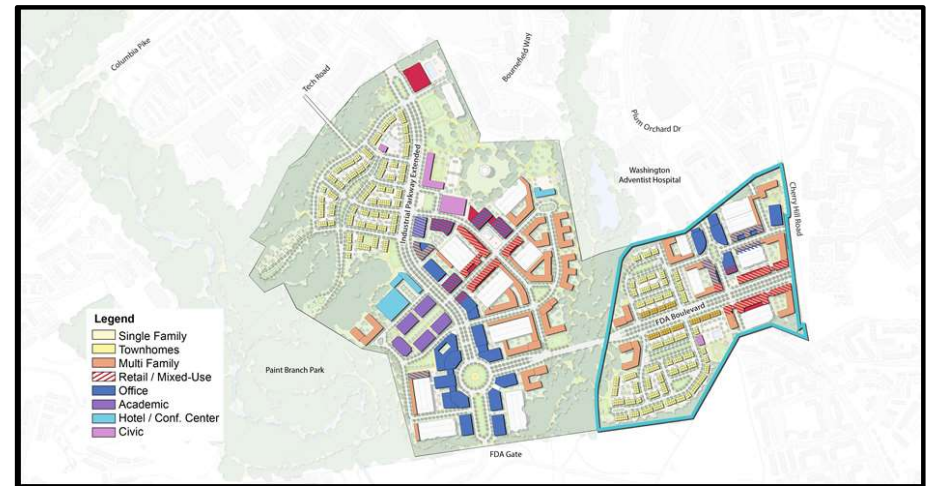 Columbia Pike
Tech Road
Bournefield Way
Plum Orchard Dr
Washington
Adventist Hospital
Cherry Hill Road
Industrial Parkway Extended
FDA Boulevard
Legend
Single Family
Townhomes
Multi Family
Retail / Mixed-Use
Office
Academic
Hotel / Conf. Center
Civic
Paint Branch Park
FDA Gate